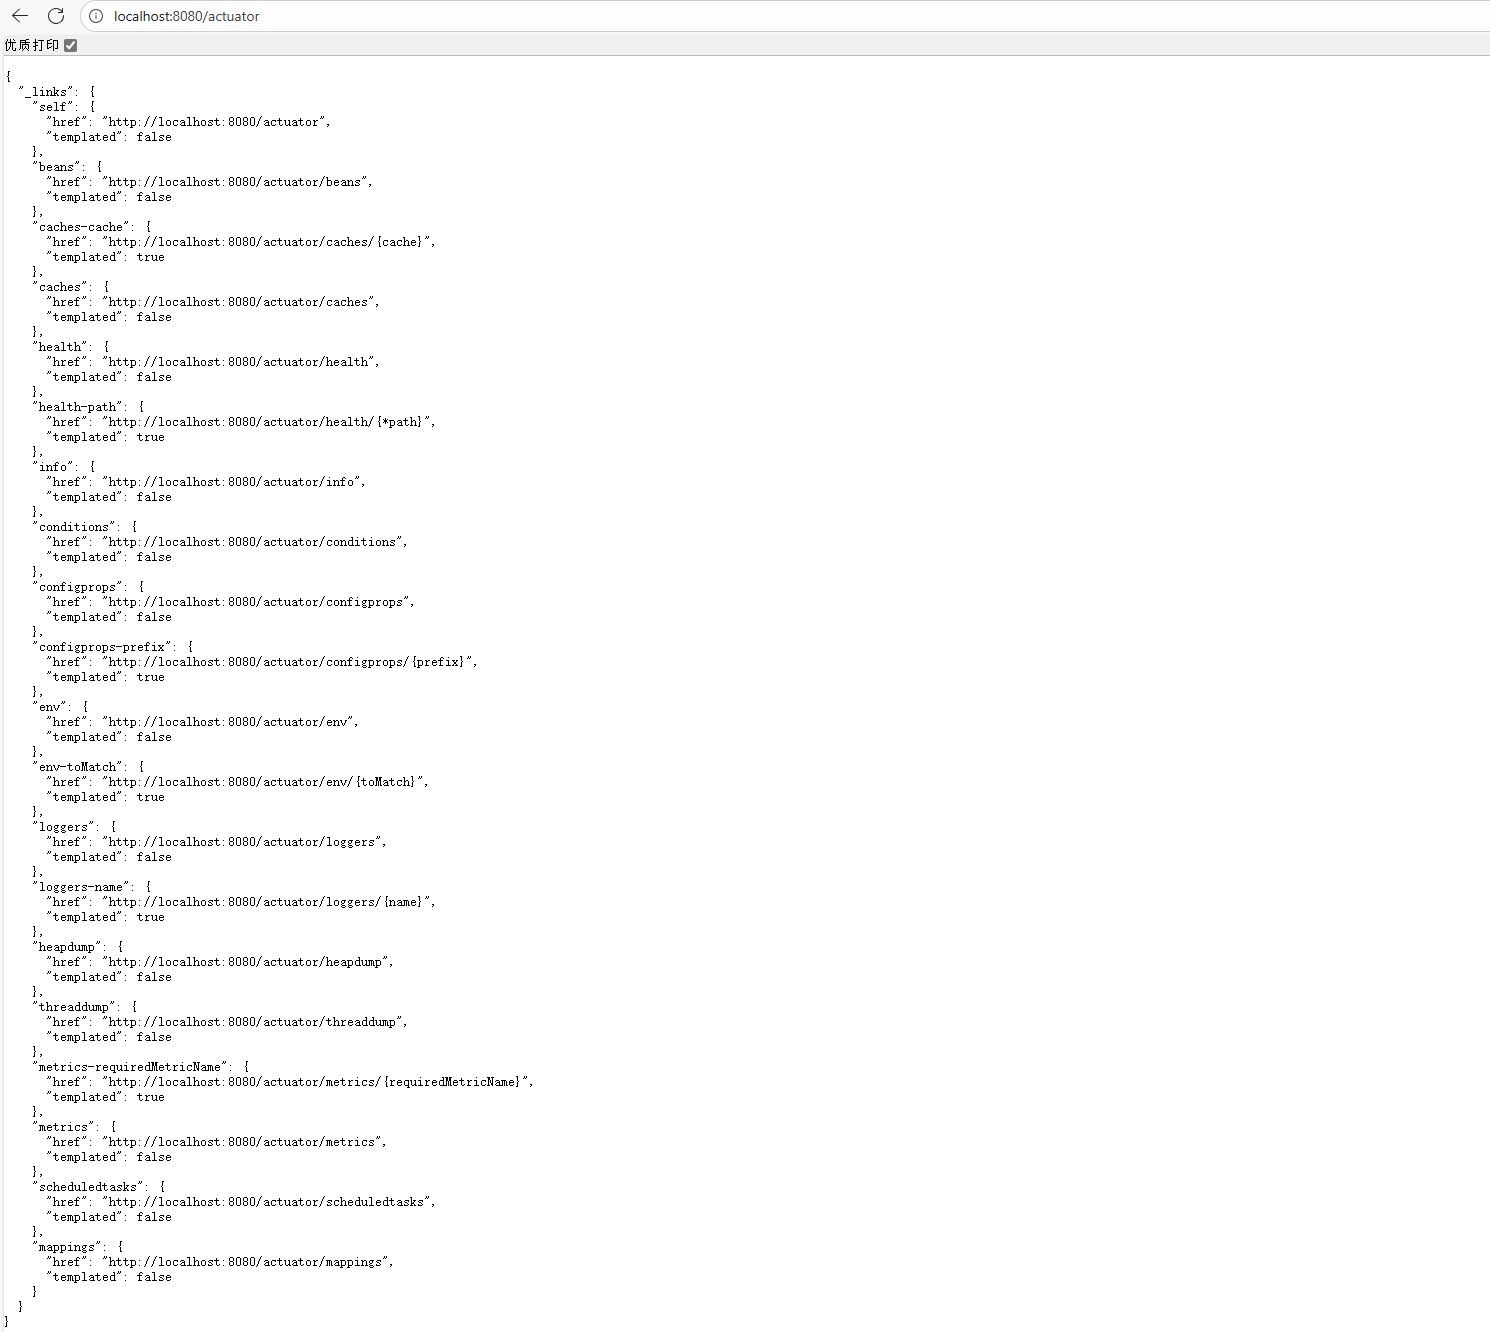 localhost:8080/actuator
优质打印
{
  "_links": {
    "self": {
      "href": "http://localhost:8080/actuator",
      "templated": false
    },
    "beans": {
      "href": "http://localhost:8080/actuator/beans",
      "templated": false
    },
    "caches-cache": {
      "href": "http://localhost:8080/actuator/caches/{cache}",
      "templated": true
    },
    "caches": {
      "href": "http://localhost:8080/actuator/caches",
      "templated": false
    },
    "health": {
      "href": "http://localhost:8080/actuator/health",
      "templated": false
    },
    "health-path": {
      "href": "http://localhost:8080/actuator/health/{*path}",
      "templated": true
    },
    "info": {
      "href": "http://localhost:8080/actuator/info",
      "templated": false
    },
    "conditions": {
      "href": "http://localhost:8080/actuator/conditions",
      "templated": false
    },
    "configprops": {
      "href": "http://localhost:8080/actuator/configprops",
      "templated": false
    },
    "configprops-prefix": {
      "href": "http://localhost:8080/actuator/configprops/{prefix}",
      "templated": true
    },
    "env": {
      "href": "http://localhost:8080/actuator/env",
      "templated": false
    },
    "env-toMatch": {
      "href": "http://localhost:8080/actuator/env/{toMatch}",
      "templated": true
    },
    "loggers": {
      "href": "http://localhost:8080/actuator/loggers",
      "templated": false
    },
    "loggers-name": {
      "href": "http://localhost:8080/actuator/loggers/{name}",
      "templated": true
    },
    "heapdump": {
      "href": "http://localhost:8080/actuator/heapdump",
      "templated": false
    },
    "threaddump": {
      "href": "http://localhost:8080/actuator/threaddump",
      "templated": false
    },
    "metrics-requiredMetricName": {
      "href": "http://localhost:8080/actuator/metrics/{requiredMetricName}",
      "templated": true
    },
    "metrics": {
      "href": "http://localhost:8080/actuator/metrics",
      "templated": false
    },
    "scheduledtasks": {
      "href": "http://localhost:8080/actuator/scheduledtasks",
      "templated": false
    },
    "mappings": {
      "href": "http://localhost:8080/actuator/mappings",
      "templated": false
    }
  }
}